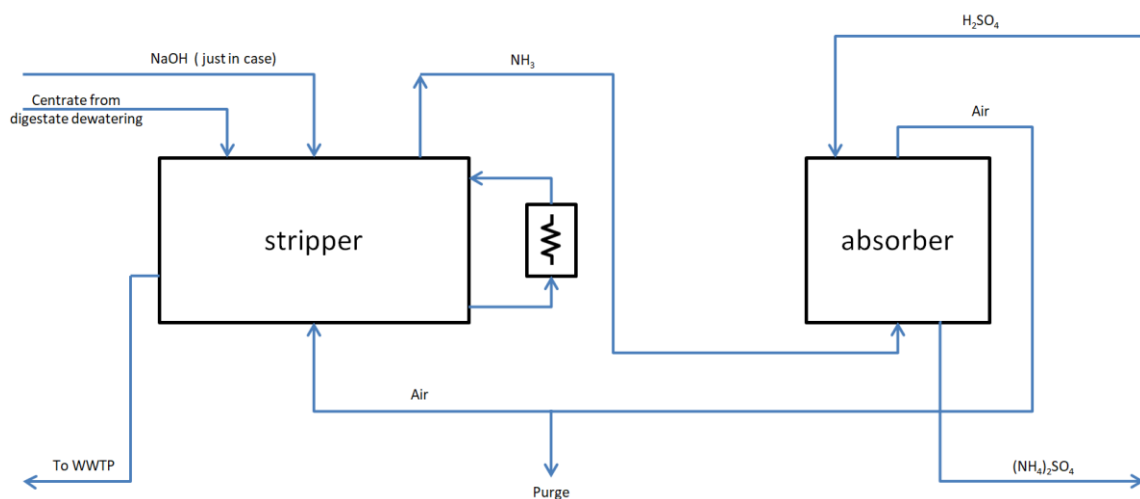 H₂SO₄
NaOH ( just in case)
NH₃
Centrate from
digestate dewatering
Air
stripper
absorber
Air
To WWTP
(NH₄)₂SO₄
Purge